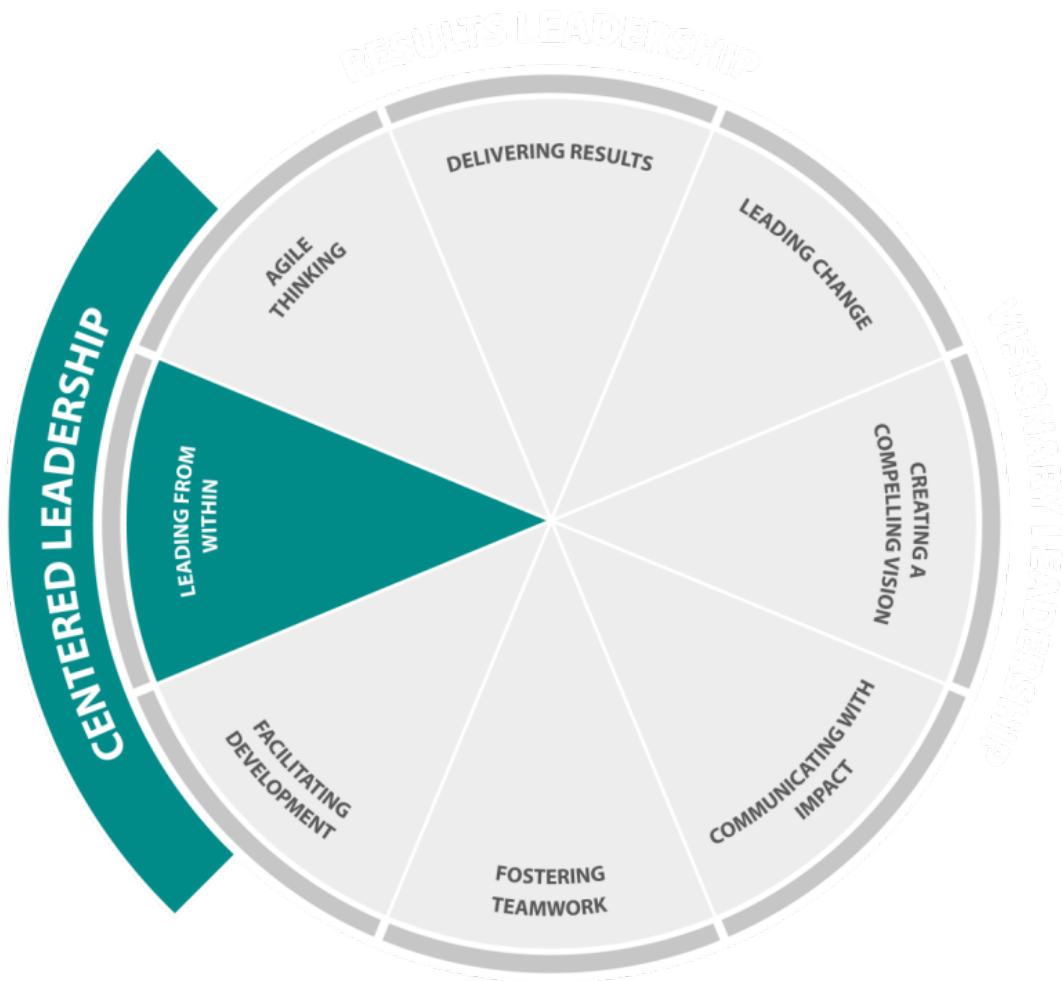 RESULTS LEADERSHIP
DELIVERING RESULTS
LEADING CHANGE
VISIONARY LEADERSHIP
CREATING A
COMPELLING VISION
COMMUNICATING WITH
IMPACT
FOSTERING
TEAMWORK
FACILITATING
DEVELOPMENT
CENTERED LEADERSHIP
LEADING FROM
WITHIN
AGILE
THINKING